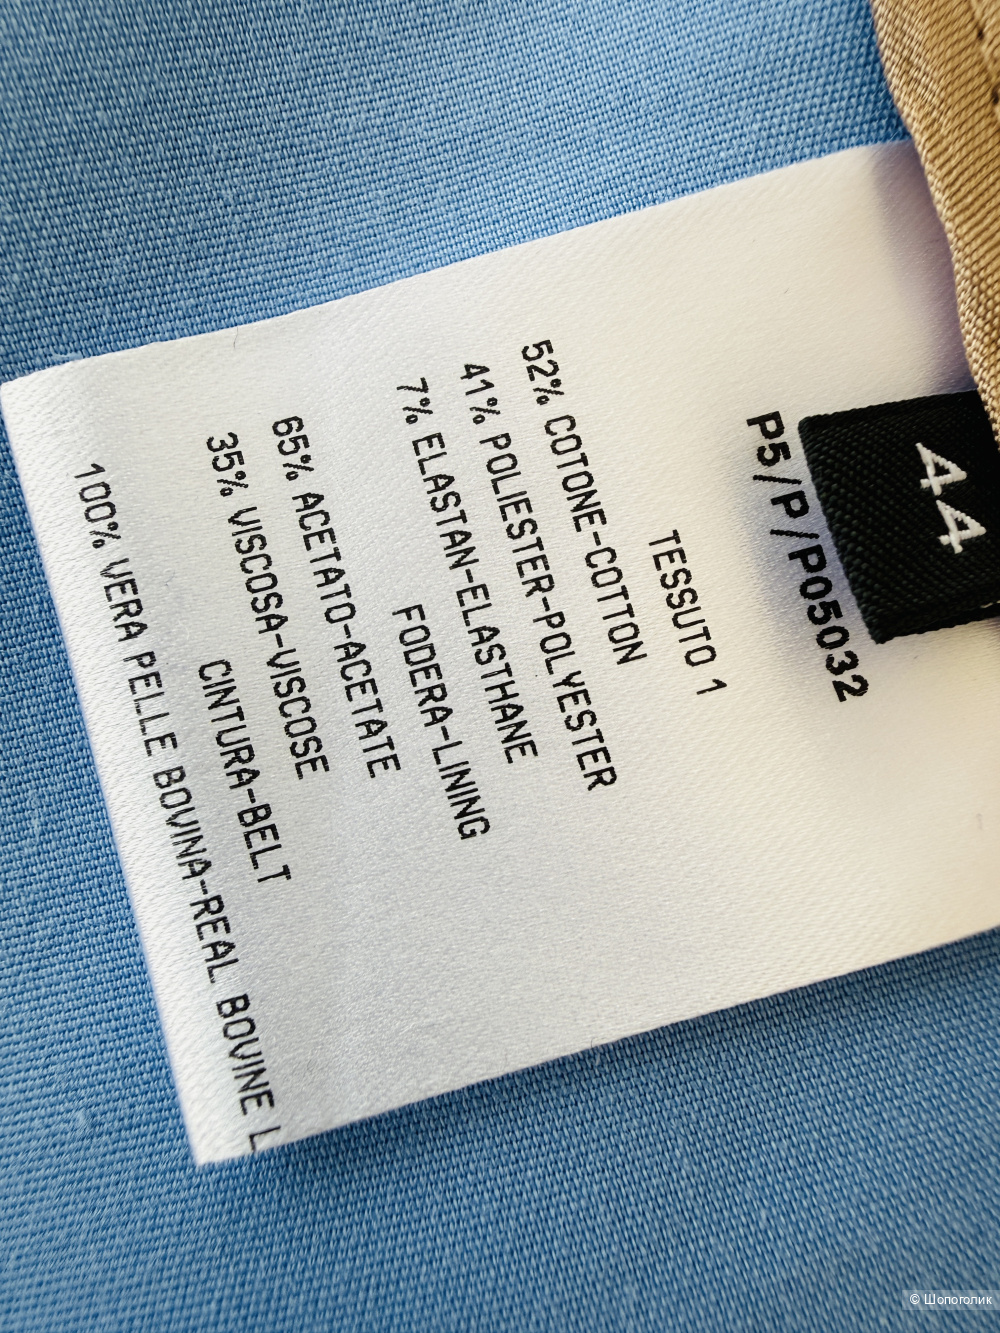 44
P5/P/P05032
TESSUTO 1
52% COTONE-COTTON
41% POLIESTER-POLYESTER
7% ELASTAN-ELASTHANE
FODERA-LINING
65% ACETATO-ACETATE
35% VISCOSA-VISCOSE
CINTURA-BELT
100% VERA PELLE BOVINA-REAL BOVINE L
© Шопоголик